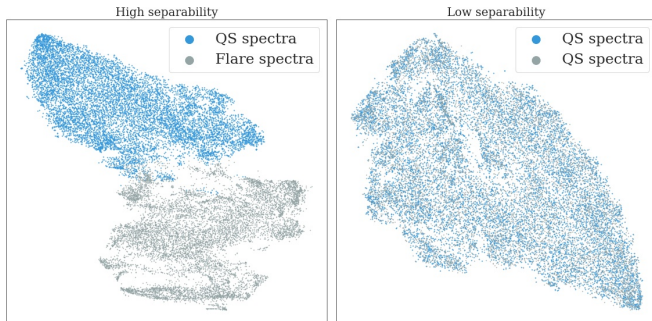 High separability
QS spectra
Flare spectra
Low separability
QS spectra
QS spectra